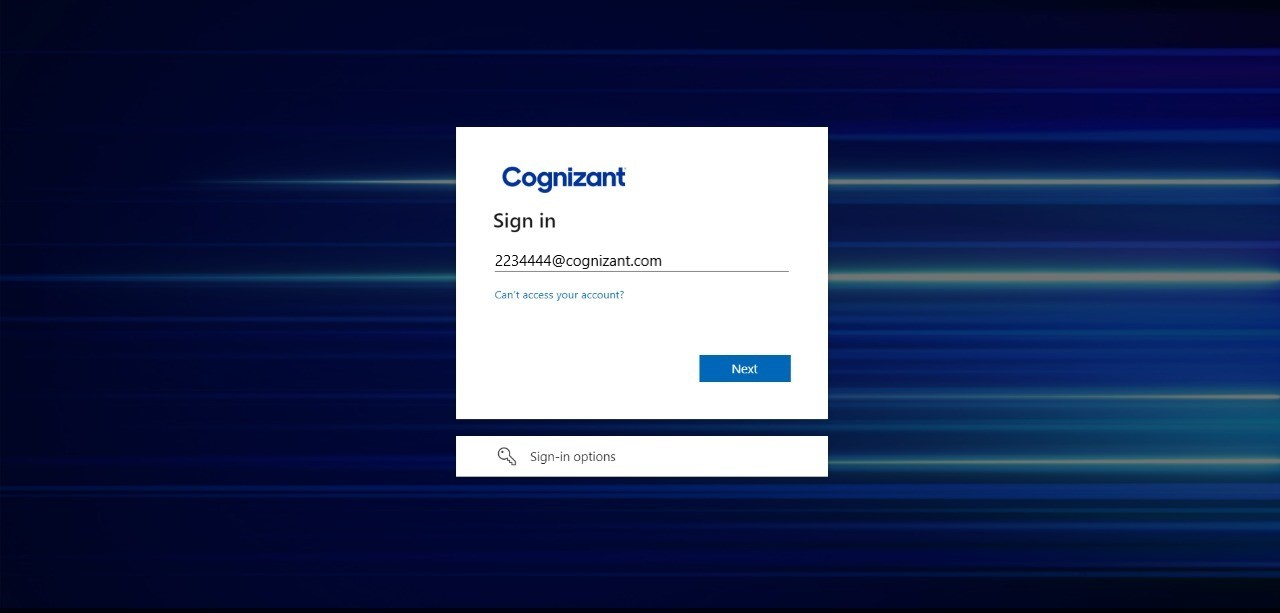 Cognizant
Sign in
2234444@cognizant.com
Can't access your account?
Next
Sign-in options